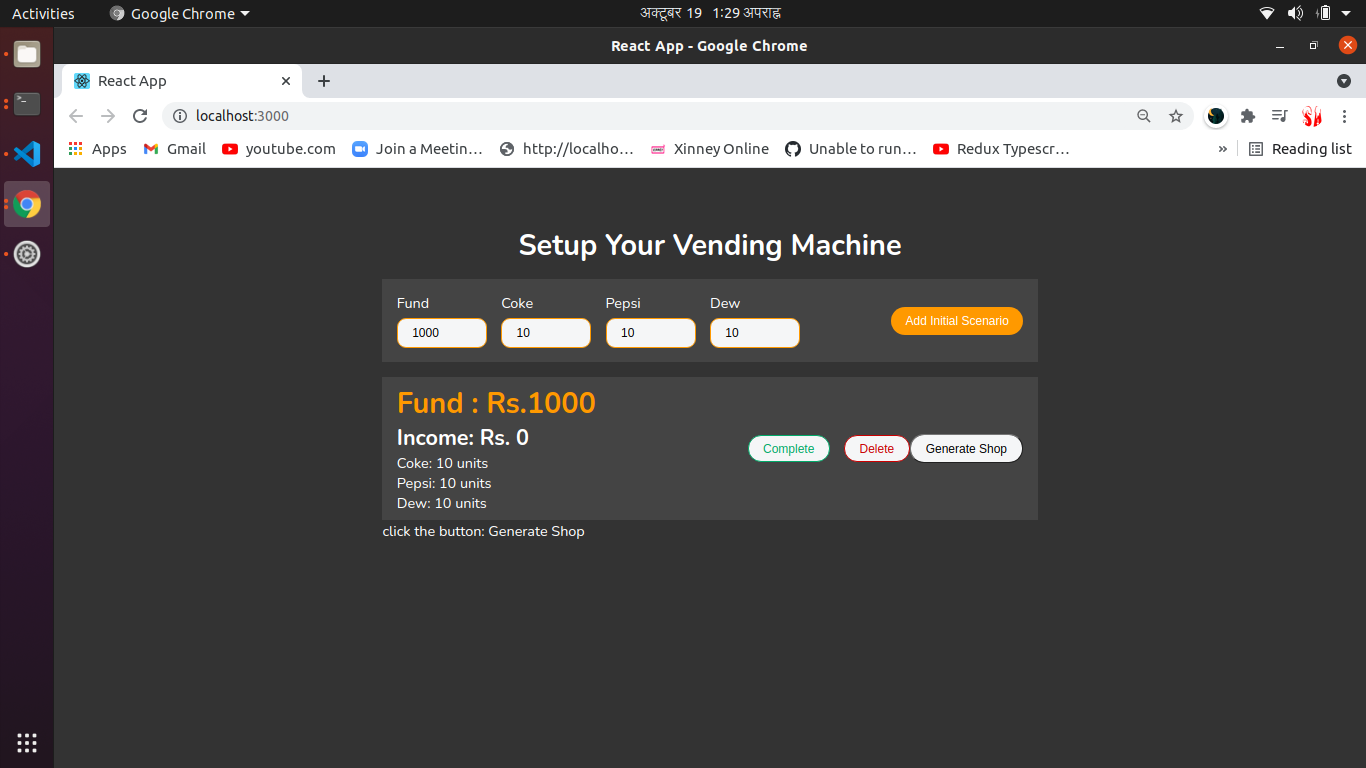 Activities Google Chrome अक्टूबर 19 1:29 अपराह्न
React App - Google Chrome
React App
localhost:3000
Apps Gmail youtube.com Join a Meetin… http://localho… Xinney Online Unable to run… Redux Typescr… » Reading list
Setup Your Vending Machine
Fund Coke Pepsi Dew
1000 10 10 10 Add Initial Scenario
Fund : Rs.1000
Income: Rs. 0
Complete Delete Generate Shop
Coke: 10 units
Pepsi: 10 units
Dew: 10 units
click the button: Generate Shop